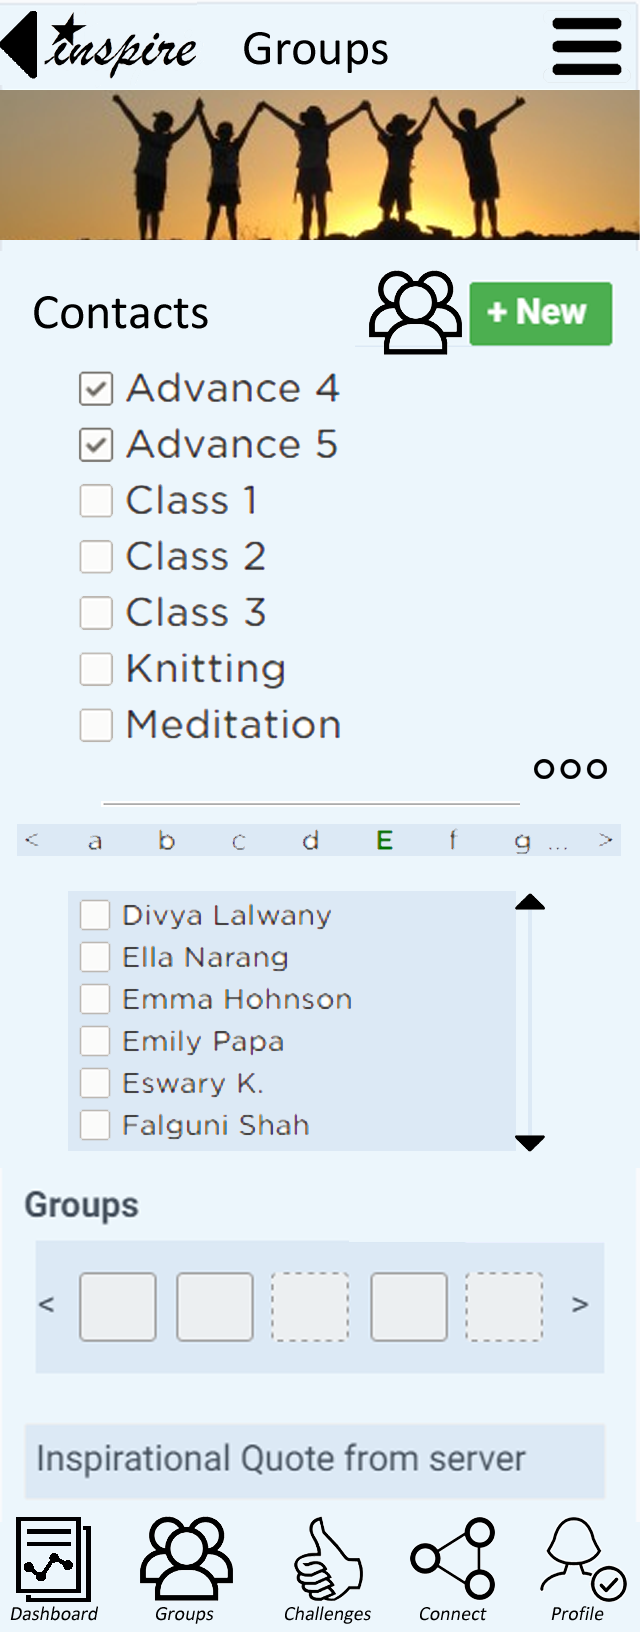 inspire Groups
Contacts + New
Advance 4
Advance 5
Class 1
Class 2
Class 3
Knitting
Meditation
< a b c d E f g ... >
Divya Lalwany
Ella Narang
Emma Hohnson
Emily Papa
Eswary K.
Falguni Shah
Groups
< >
Inspirational Quote from server
Dashboard Groups Challenges Connect Profile